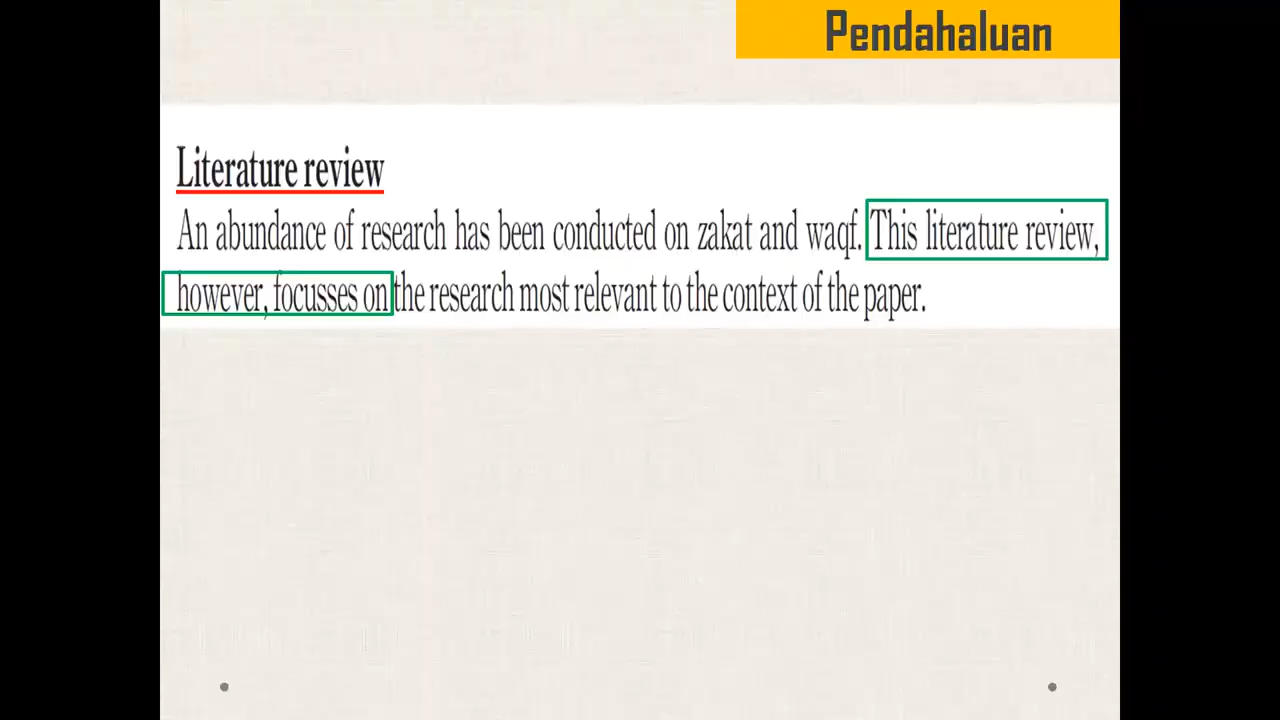 Pendahaluan
Literature review
An abundance of research has been conducted on zakat and waqf. This literature review,
however, focusses on the research most relevant to the context of the paper.